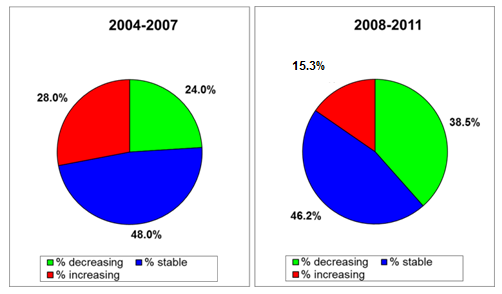 2004-2007
28.0%
24.0%
48.0%
% decreasing
% stable
% increasing
2008-2011
15.3%
38.5%
46.2%
% decreasing
% stable
% increasing